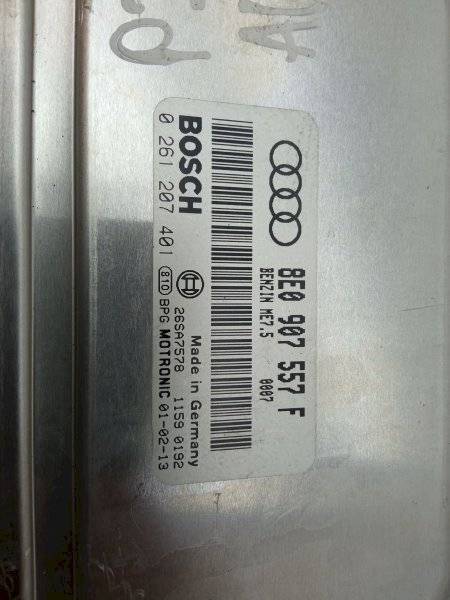 8E0 907 557 F
BENZIN ME7.5 0007
BOSCH
Made in Germany
0 261 207 401
26SA7578 1159 0192
810 BPG MOTRONIC 01-02-13